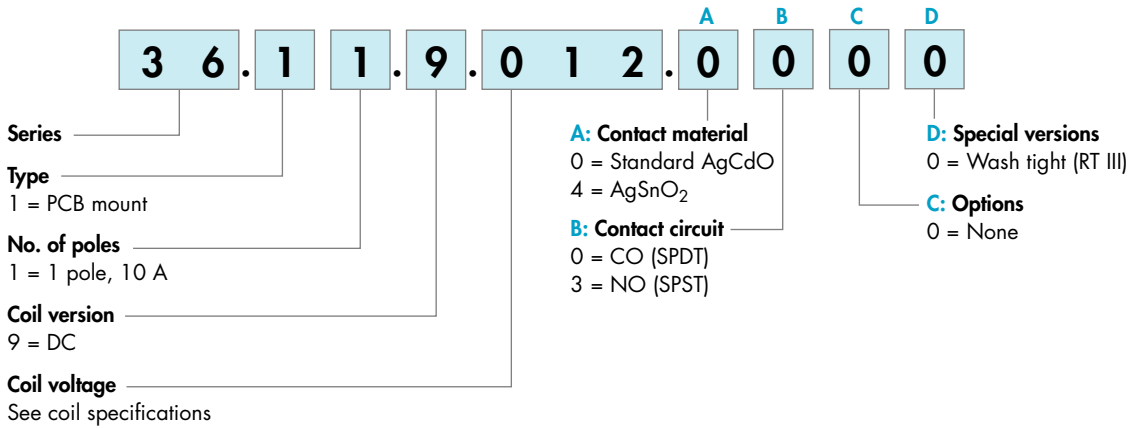 A B C D
3 6 . 1 1 . 9 . 0 1 2 . 0 0 0 0
Series
Type
1 = PCB mount
No. of poles
1 = 1 pole, 10 A
Coil version
9 = DC
Coil voltage
See coil specifications
A: Contact material
0 = Standard AgCdO
4 = AgSnO2
B: Contact circuit
0 = CO (SPDT)
3 = NO (SPST)
D: Special versions
0 = Wash tight (RT III)
C: Options
0 = None